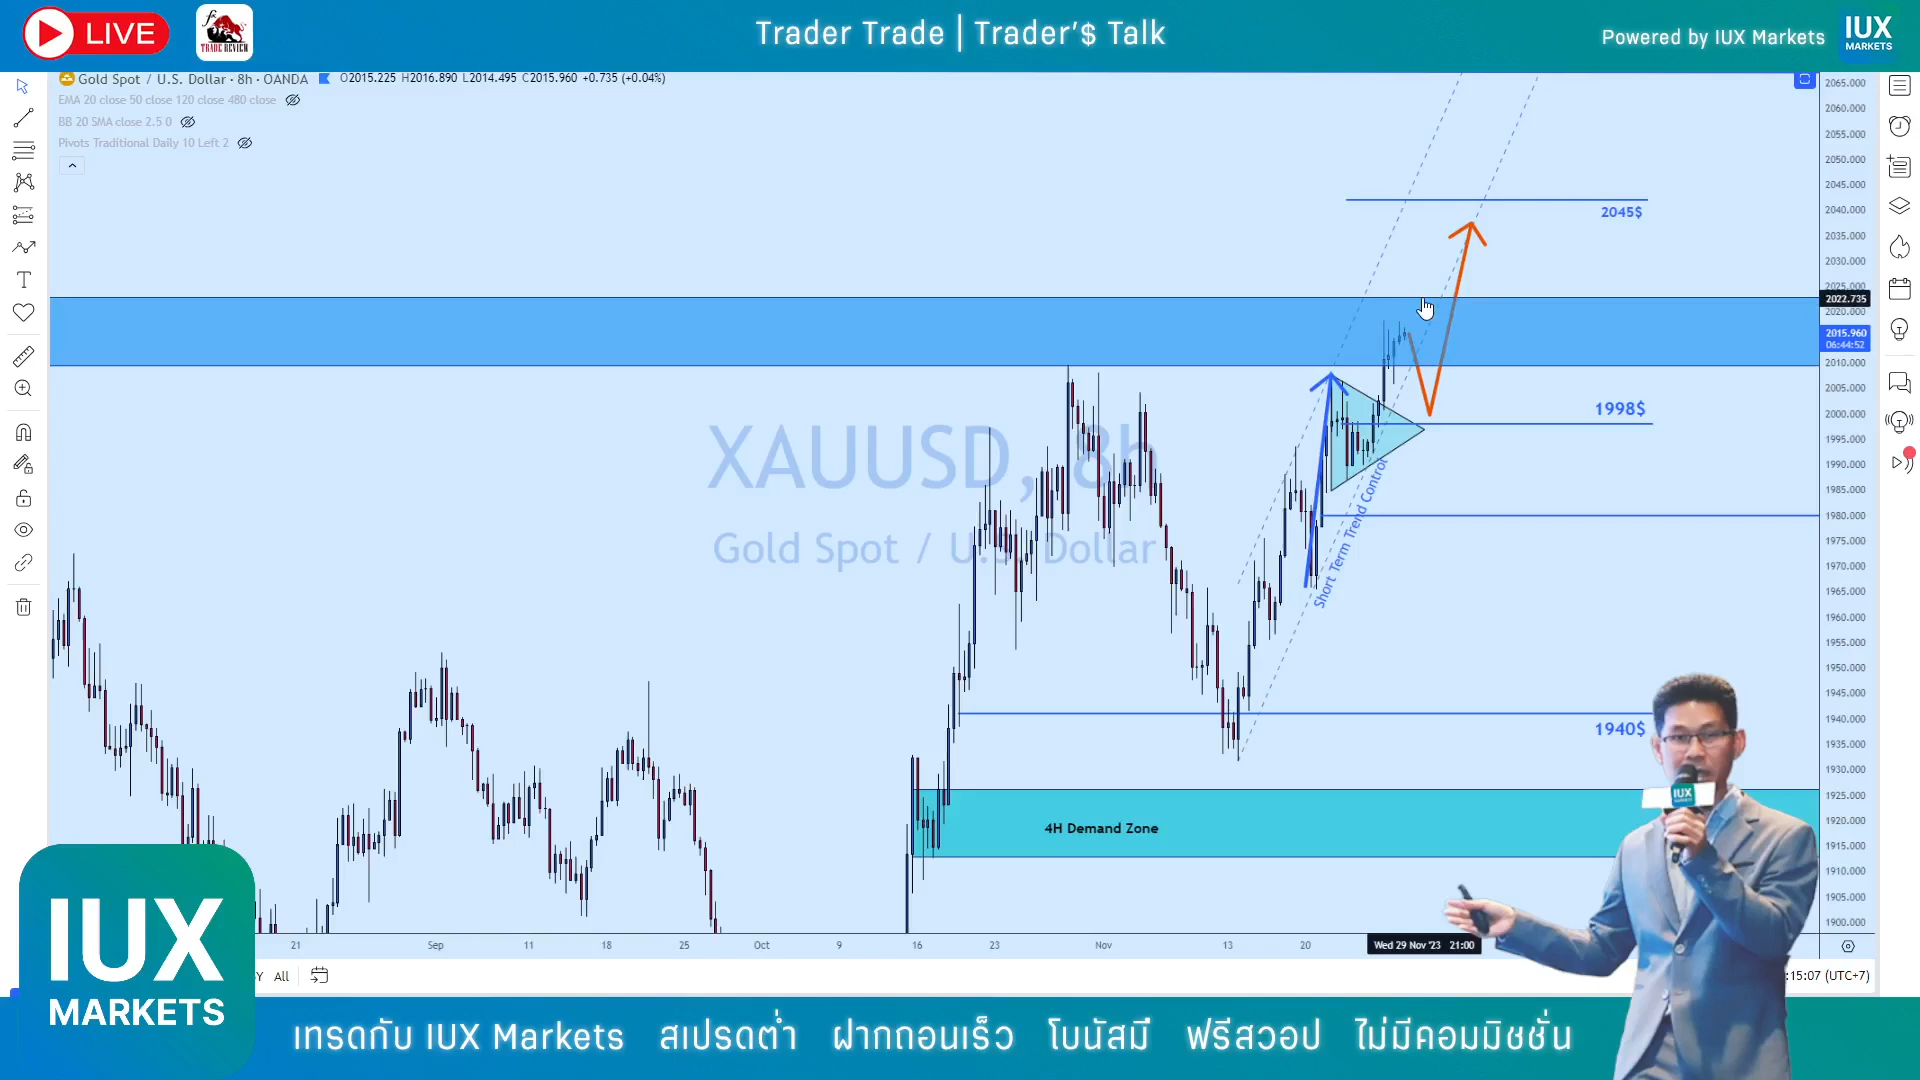 LIVE
fx
TRADE REVIEW
Trader Trade | Trader'$ Talk
Powered by IUX Markets
IUX
MARKETS
Gold Spot / U.S. Dollar · 8h · OANDA
O2015.225 H2016.890 L2014.495 C2015.960 +0.735 (+0.04%)
EMA 20 close 50 close 120 close 480 close
BB 20 SMA close 2.5 0
Pivots Traditional Daily 10 Left 2
XAUUSD, 8h
Gold Spot / U.S. Dollar
2045$
1998$
Short Term Trend Control
1940$
4H Demand Zone
2065.000
2060.000
2055.000
2050.000
2045.000
2040.000
2035.000
2030.000
2025.000
2022.735
2020.000
2015.960
06:44:52
2010.000
2005.000
2000.000
1995.000
1990.000
1985.000
1980.000
1975.000
1970.000
1965.000
1960.000
1955.000
1950.000
1945.000
1940.000
1935.000
1930.000
1925.000
1920.000
1915.000
1910.000
1905.000
1900.000
21
Sep
11
18
25
Oct
9
16
23
Nov
13
20
Wed 29 Nov '23 21:00
Y All
:15:07 (UTC+7)
IUX
MARKETS
IUX
MARKETS
เทรดกับ IUX Markets สเปรดต่ำ ฝากถอนเร็ว โบนัสมี ฟรีสวอป ไม่มีคอมมิชชั่น